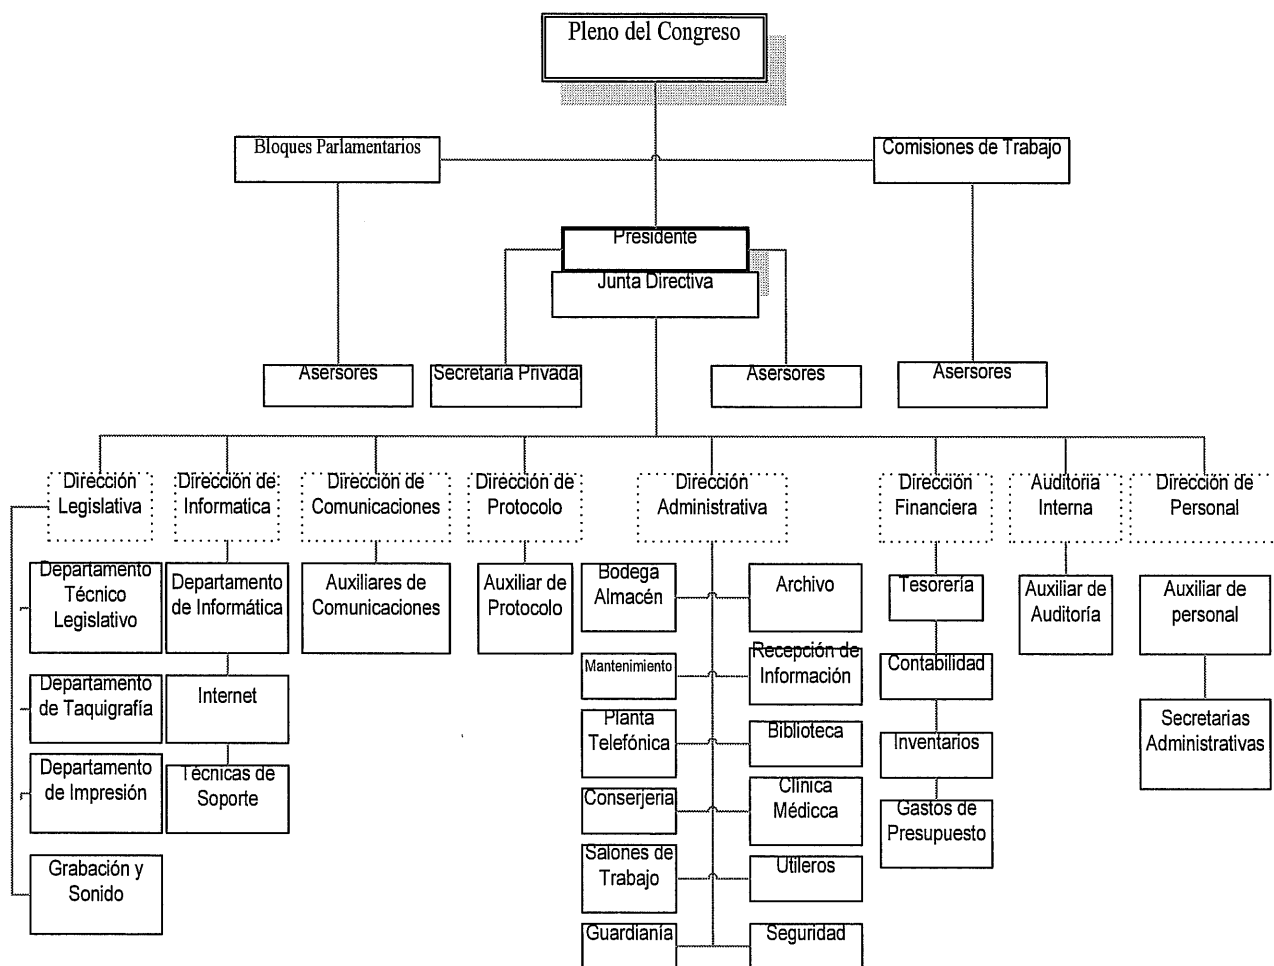 Pleno del Congreso
Bloques Parlamentarios
Comisiones de Trabajo
Presidente
Junta Directiva
Asersores
Secretaria Privada
Asersores
Asersores
Dirección
Legislativa
Dirección de
Informatica
Dirección de
Comunicaciones
Dirección de
Protocolo
Dirección
Administrativa
Dirección
Financiera
Auditoria
Interna
Dirección de
Personal
Departamento
Técnico
Legislativo
Departamento
de Informática
Auxiliares de
Comunicaciones
Auxiliar de
Protocolo
Bodega
Almacén
Archivo
Tesorería
Auxiliar de
Auditoría
Auxiliar de
personal
Mantenimiento
Recepción de
Información
Contabilidad
Departamento
de Taquigrafía
Internet
Planta
Telefónica
Biblioteca
Inventarios
Secretarias
Administrativas
Departamento
de Impresión
Técnicas de
Soporte
Conserjeria
Clínica
Médicca
Gastos de
Presupuesto
Grabación y
Sonido
Salones de
Trabajo
Utileros
Guardianía
Seguridad